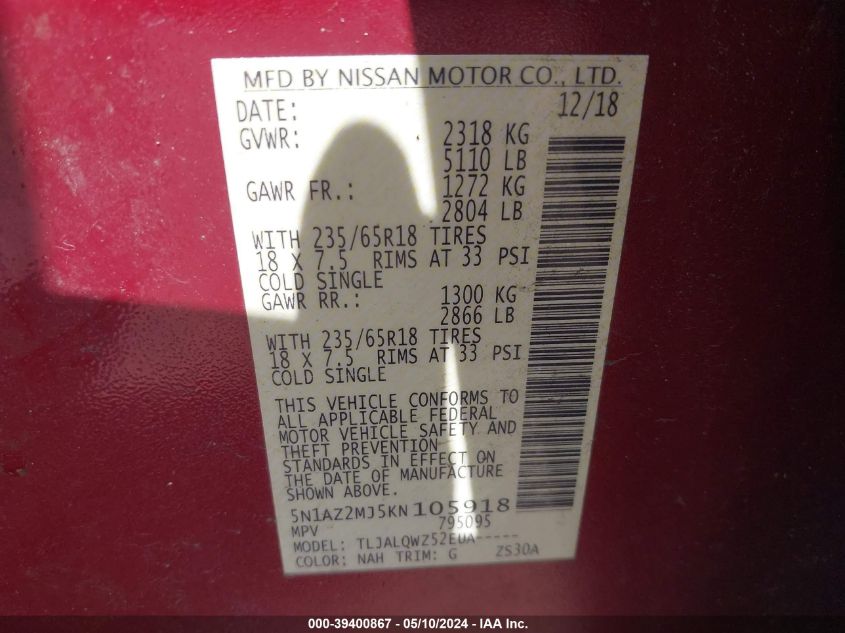 MFD BY NISSAN MOTOR CO., LTD.
DATE: 12/18
GVWR: 2318 KG
5110 LB
GAWR FR.: 1272 KG
2804 LB
WITH 235/65R18 TIRES
18 X 7.5 RIMS AT 33 PSI
COLD SINGLE
GAWR RR.: 1300 KG
2866 LB
WITH 235/65R18 TIRES
18 X 7.5 RIMS AT 33 PSI
COLD SINGLE
THIS VEHICLE CONFORMS TO
ALL APPLICABLE FEDERAL
MOTOR VEHICLE SAFETY AND
THEFT PREVENTION
STANDARDS IN EFFECT ON
THE DATE OF MANUFACTURE
SHOWN ABOVE.
5N1AZ2MJ5KN105918
MPV 795095
MODEL: TLJALQWZ52EUA-----
COLOR: NAH TRIM: G ZS30A
000-39400867 - 05/10/2024 - IAA Inc.